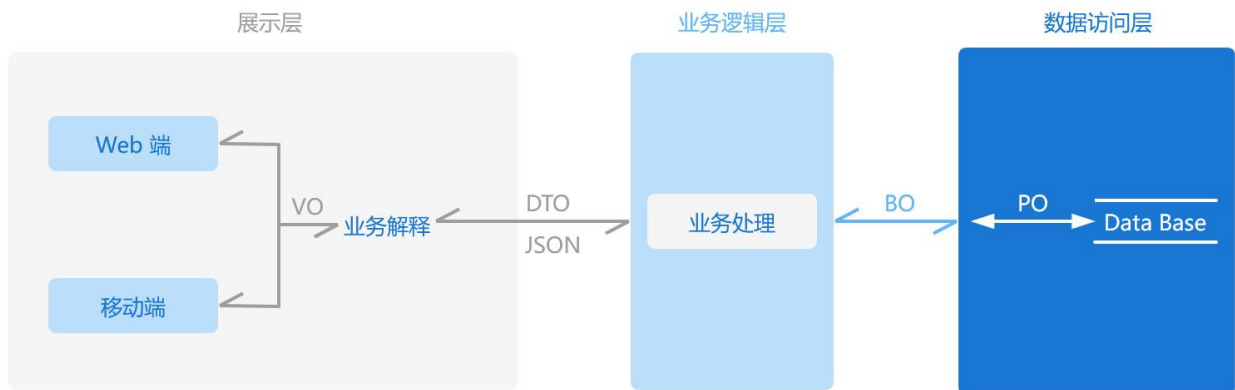 展示层
业务逻辑层
数据访问层
Web 端
VO
业务解释
移动端
DTO
JSON
业务处理
BO
PO
Data Base